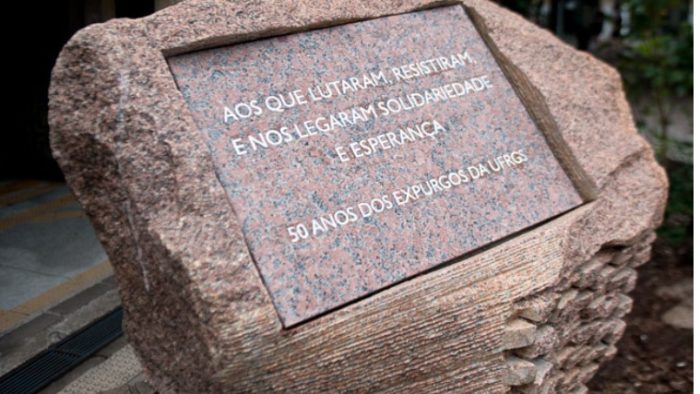 AOS QUE LUTARAM, RESISTIRAM,
E NOS LEGARAM SOLIDARIEDADE
E ESPERANÇA
50 ANOS DOS EXPURGOS DA UFRGS